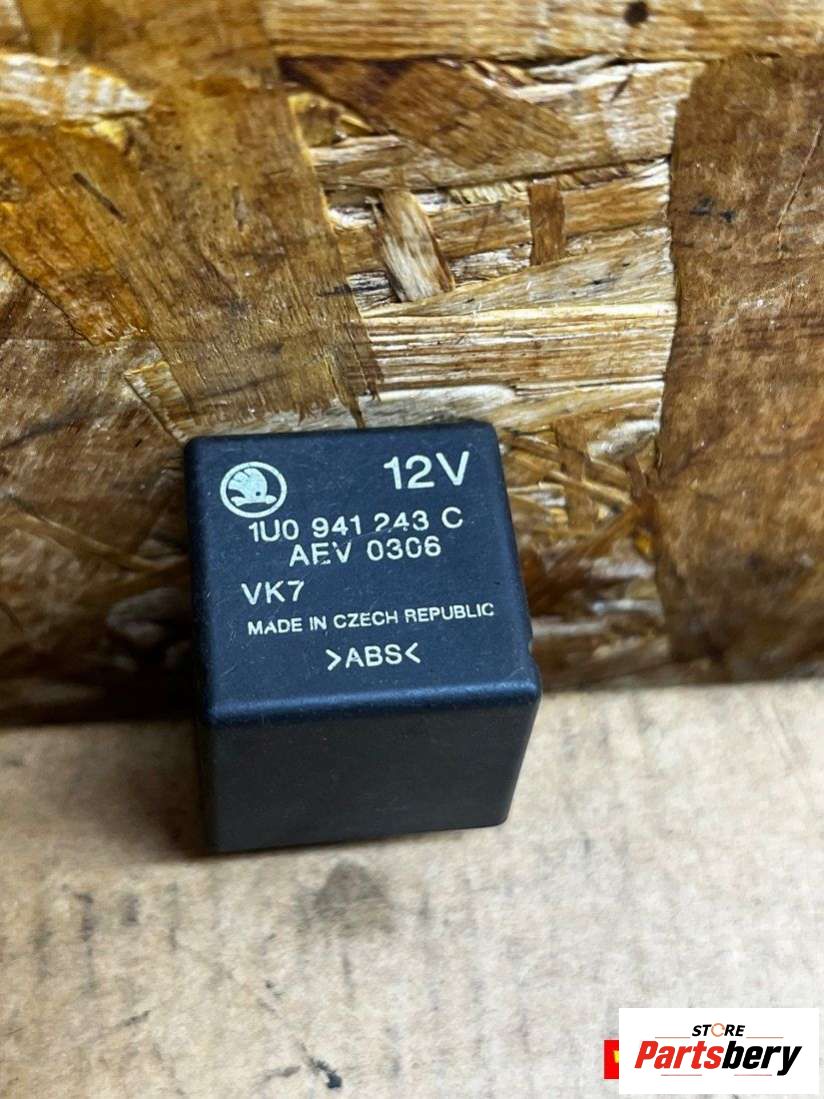 12V
1U0 941 243 C
AEV 0306
VK7
MADE IN CZECH REPUBLIC
>ABS<
STORE
Partsbery